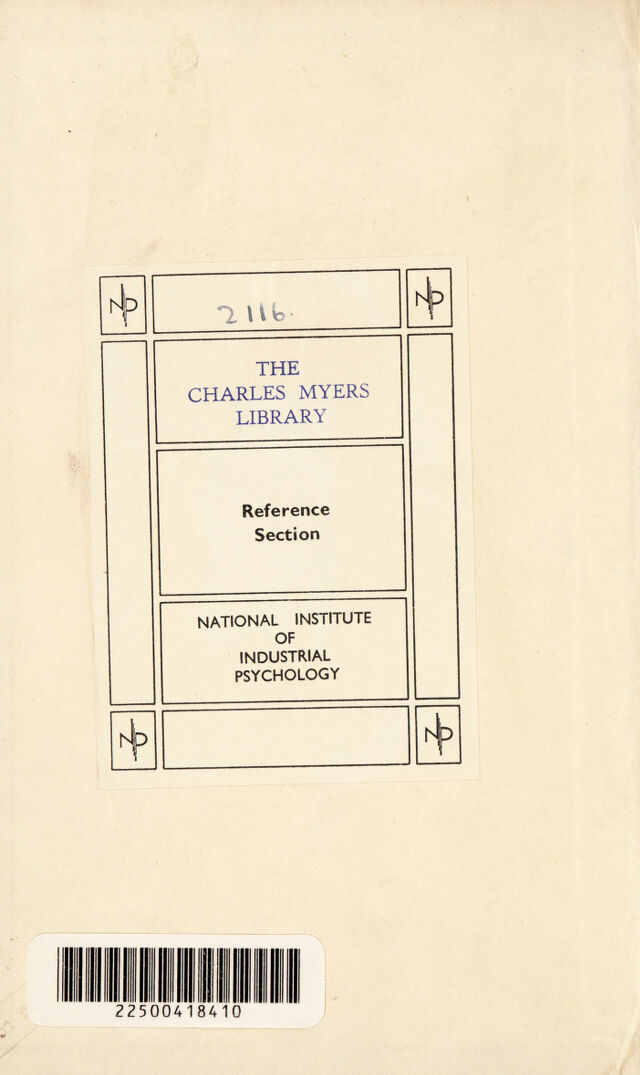 2116.
THE
CHARLES MYERS
LIBRARY
Reference
Section
NATIONAL INSTITUTE
OF
INDUSTRIAL
PSYCHOLOGY
22500418410